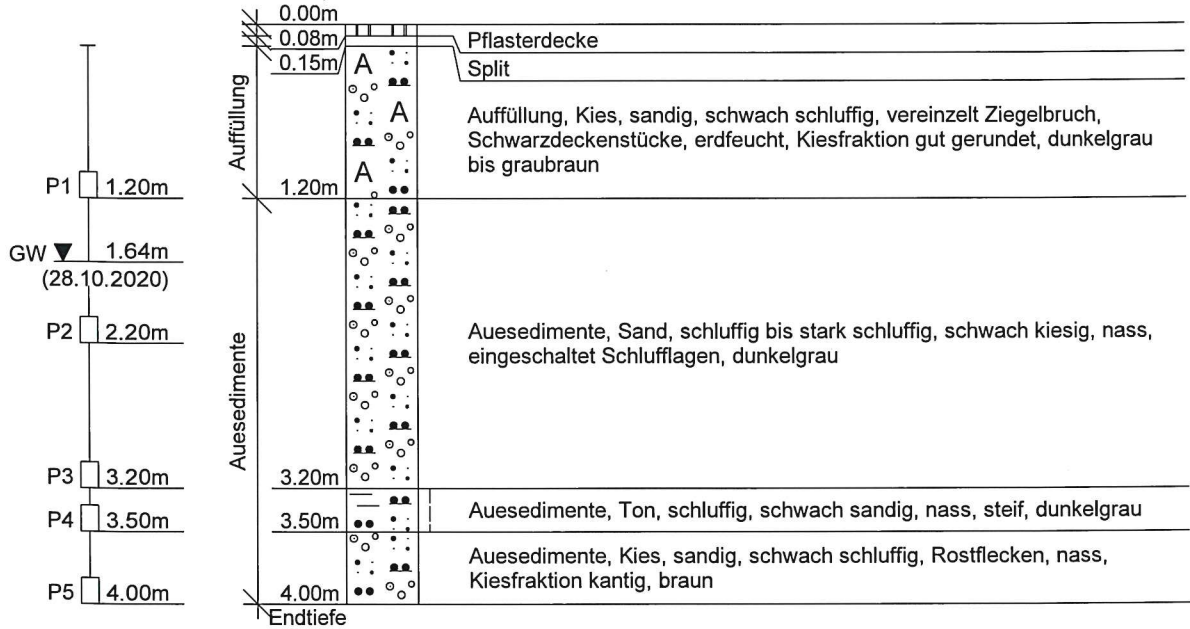 0.00m
0.08m
Pflasterdecke
0.15m
Split
A
A
A
Auffüllung
Auffüllung, Kies, sandig, schwach schluffig, vereinzelt Ziegelbruch,
Schwarzdeckenstücke, erdfeucht, Kiesfraktion gut gerundet, dunkelgrau
bis graubraun
P1 1.20m
1.20m
GW 1.64m
(28.10.2020)
P2 2.20m
Auesedimente
Auesedimente, Sand, schluffig bis stark schluffig, schwach kiesig, nass,
eingeschaltet Schlufflagen, dunkelgrau
P3 3.20m
3.20m
P4 3.50m
3.50m
Auesedimente, Ton, schluffig, schwach sandig, nass, steif, dunkelgrau
Auesedimente, Kies, sandig, schwach schluffig, Rostflecken, nass,
Kiesfraktion kantig, braun
P5 4.00m
4.00m
Endtiefe